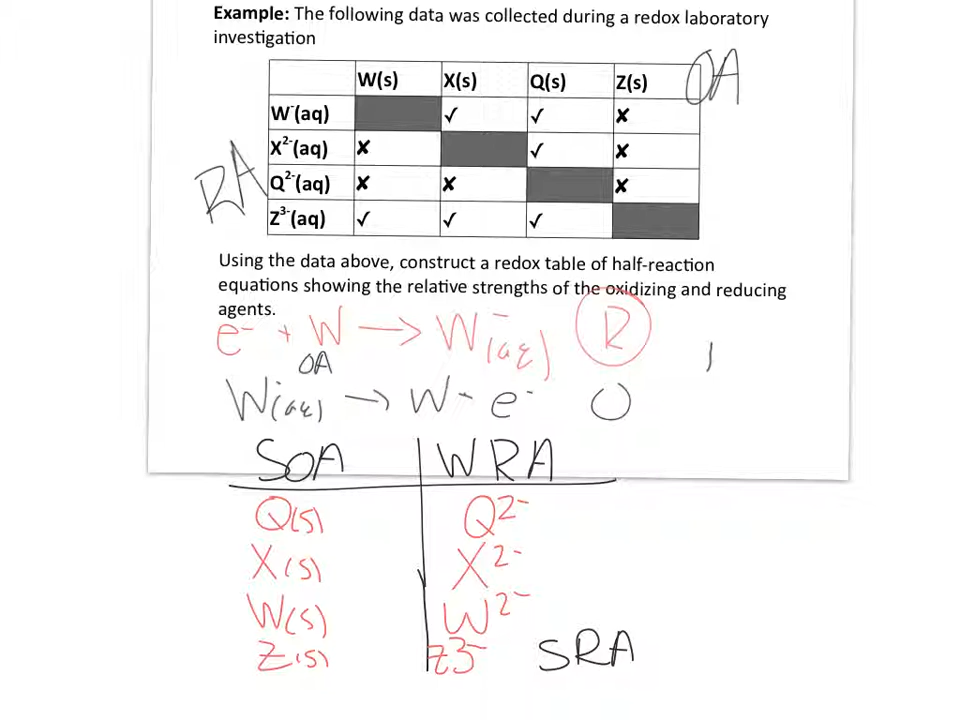 Example: The following data was collected during a redox laboratory
investigation
W(s) X(s) Q(s) Z(s) OA
W⁻(aq) ✓ ✓ ✗
X²⁻(aq) ✗ ✓ ✗
RA Q²⁻(aq) ✗ ✗ ✗
Z³⁻(aq) ✓ ✓ ✓
Using the data above, construct a redox table of half-reaction
equations showing the relative strengths of the oxidizing and reducing
agents.
e⁻ + W → W⁻(aq) R
OA
W(aq) → W - e⁻ O
SOA WRA
Q(s) Q²⁻
X(s) X²⁻
W(s) W²⁻
Z(s) Z3⁻ SRA